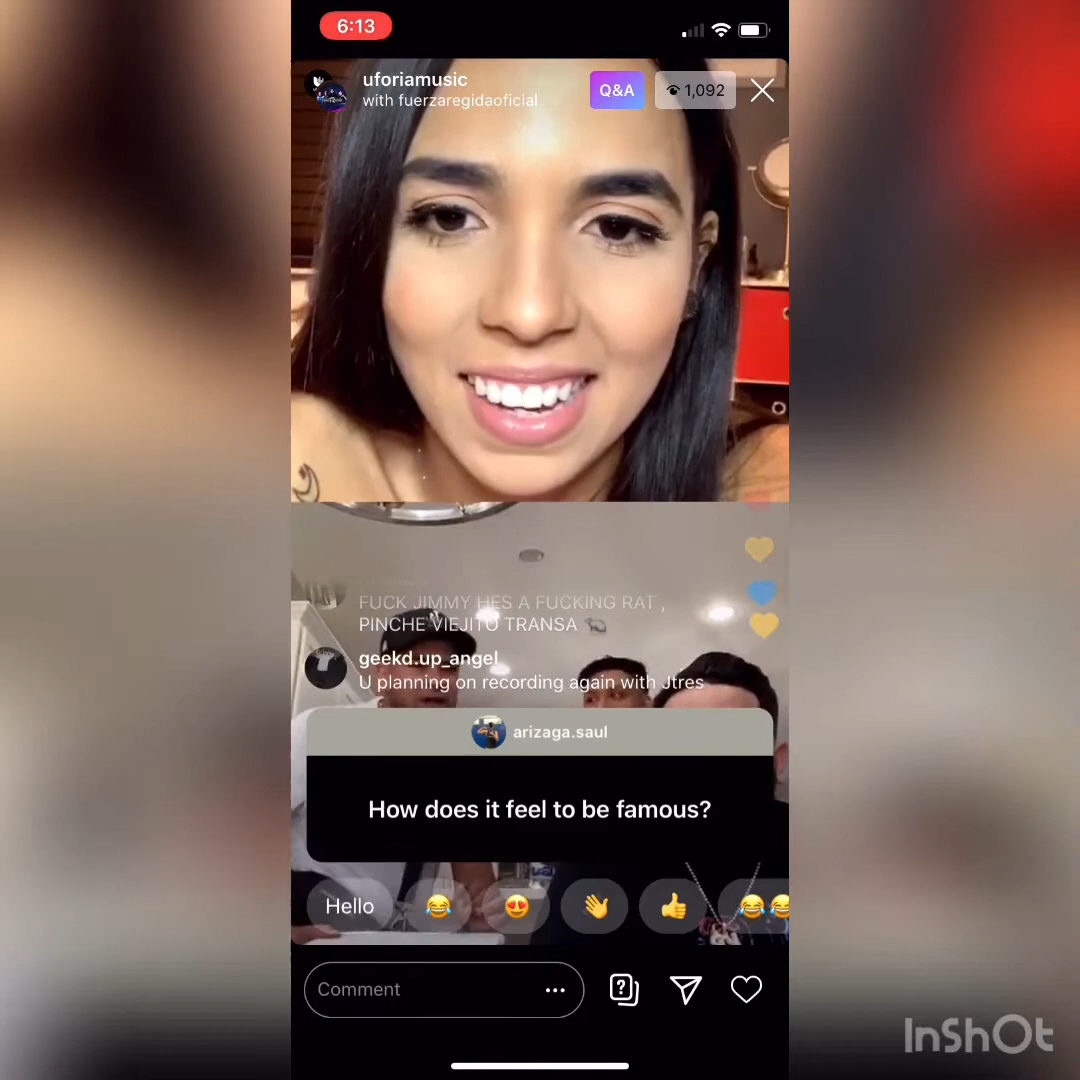 6:13
uforiamusic
with fuerzaregidaoficial
Q&A
1,092
FUCK JIMMY HES A FUCKING RAT ,
PINCHE VIEJITO TRANSA 🐀
geekd.up_angel
U planning on recording again with Jtres
arizaga.saul
How does it feel to be famous?
Hello
Comment
InShOt